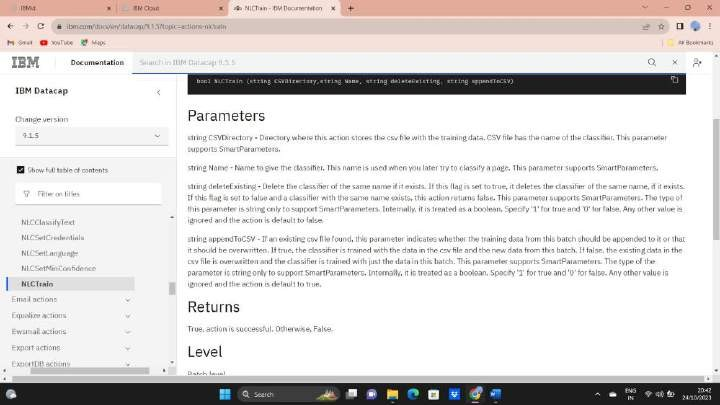 IBMid
IBM Cloud
NLCTrain - IBM Documentation
ibm.com/docs/en/datacap/9.1.5?topic=actions-nlctrain
Gmail
YouTube
Maps
All Bookmarks
IBM
Documentation
Search in IBM Datacap 9.1.5
IBM Datacap
Change version
9.1.5
Show full table of contents
Filter on titles
NLCClassifyText
NLCSetCredentials
NLCSetLanguage
NLCSetMinConfidence
NLCTrain
Email actions
Equalize actions
Ewsmail actions
Export actions
ExportDB actions
bool NLCTrain (string CSVDirectory,string Name, string deleteExisting, string appendToCSV)
Parameters
string CSVDirectory - Directory where this action stores the csv file with the training data. CSV file has the name of the classifier. This parameter
supports SmartParameters.
string Name - Name to give the classifier. This name is used when you later try to classify a page. This parameter supports SmartParameters.
string deleteExisting - Delete the classifier of the same name if it exists. If this flag is set to true, it deletes the classifier of the same name, if it exists.
If this flag is set to false and a classifier with the same name exists, this action returns false. This parameter supports SmartParameters. The type of
this parameter is string only to support SmartParameters. Internally, it is treated as a boolean. Specify '1' for true and '0' for false. Any other value is
ignored and the action is default to false.
string appendToCSV - If an existing csv file found, this parameter indicates whether the training data from this batch should be appended to it or that
it should be overwritten. If true, the classifier is trained with the data in the csv file and the new data from this batch. If false, the existing data in the
csv file is overwritten and the classifier is trained with just the data in this batch. This parameter supports SmartParameters. The type of the
parameter is string only to support SmartParameters. Internally, it is treated as a boolean. Specify '1' for true and '0' for false. Any other value is
ignored and the action is default to true.
Returns
True, action is successful. Otherwise, False.
Level
Batch level
Search
ENG
IN
20:42
24/10/2023